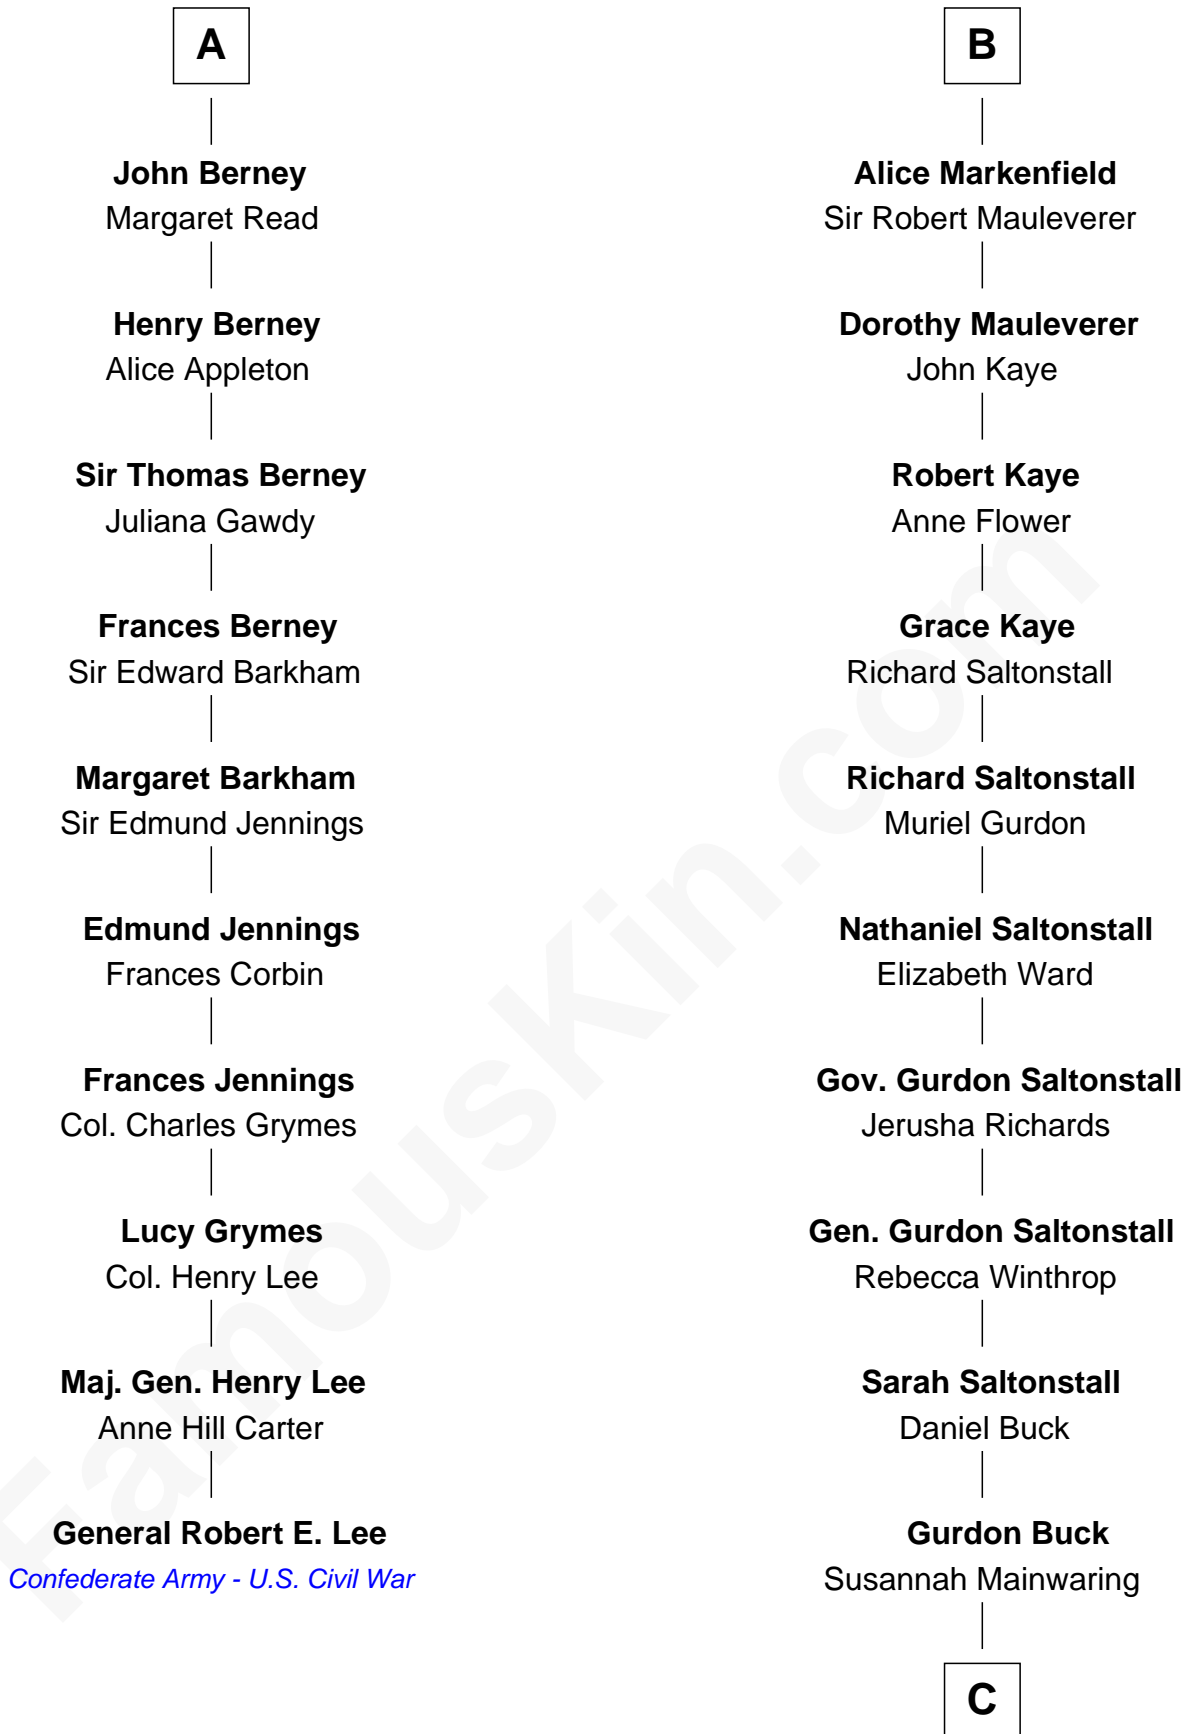 A
John Berney
Margaret Read
Henry Berney
Alice Appleton
Sir Thomas Berney
Juliana Gawdy
Frances Berney
Sir Edward Barkham
Margaret Barkham
Sir Edmund Jennings
Edmund Jennings
Frances Corbin
Frances Jennings
Col. Charles Grymes
Lucy Grymes
Col. Henry Lee
Maj. Gen. Henry Lee
Anne Hill Carter
General Robert E. Lee
Confederate Army - U.S. Civil War
B
Alice Markenfield
Sir Robert Mauleverer
Dorothy Mauleverer
John Kaye
Robert Kaye
Anne Flower
Grace Kaye
Richard Saltonstall
Richard Saltonstall
Muriel Gurdon
Nathaniel Saltonstall
Elizabeth Ward
Gov. Gurdon Saltonstall
Jerusha Richards
Gen. Gurdon Saltonstall
Rebecca Winthrop
Sarah Saltonstall
Daniel Buck
Gurdon Buck
Susannah Mainwaring
C
FamousKin.com